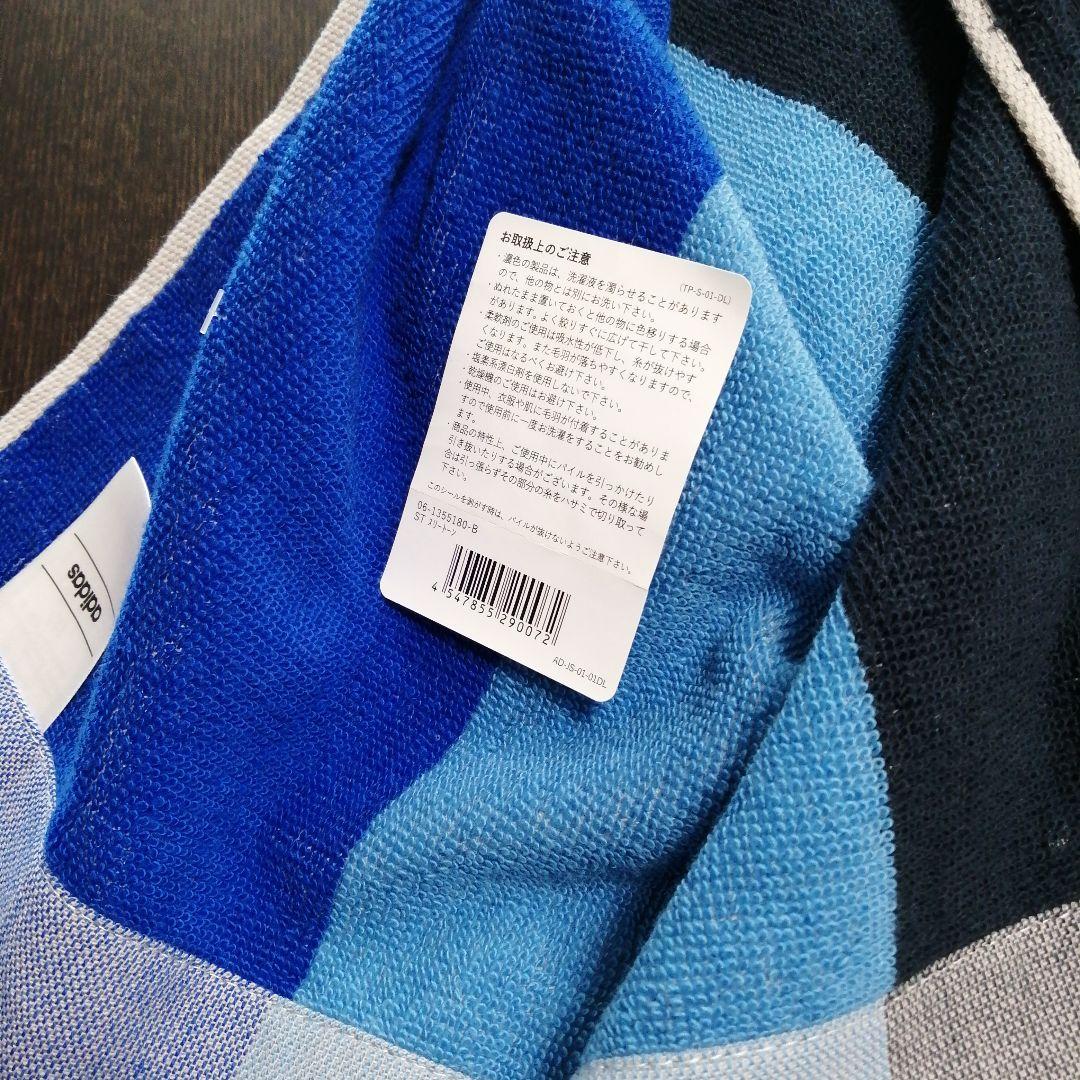 お取扱上のご注意
(TP-S-01-DL)
・濃色の製品は、洗濯液を濁らせることがあります
ので、他の物とは別にお洗い下さい。
・ぬれたまま置いておくと他の物に色移りする場合
があります。よく絞りすぐに広げて干して下さい。
・柔軟剤のご使用は吸水性が低下し、糸が抜けやす
くなります。また毛羽が落ちやすくなりますので、
ご使用はなるべくお避け下さい。
・塩素系漂白剤を使用しないで下さい。
・乾燥機のご使用はお避け下さい。
・使用中、衣服や肌に毛羽が付着することがありま
すので使用前に一度お洗濯をすることをお勧めし
ます。
・商品の特性上、ご使用中にパイルを引っかけたり
引き抜いたりする場合がございます。その様な場
合は引っ張らずその部分の糸をハサミで切り取って
下さい。
このシールを剥がす時は、パイルが抜けないようご注意下さい。
06-1355180-B
ST スリートーン
4 547855 290072
AD-JS-01-01DL
adidas